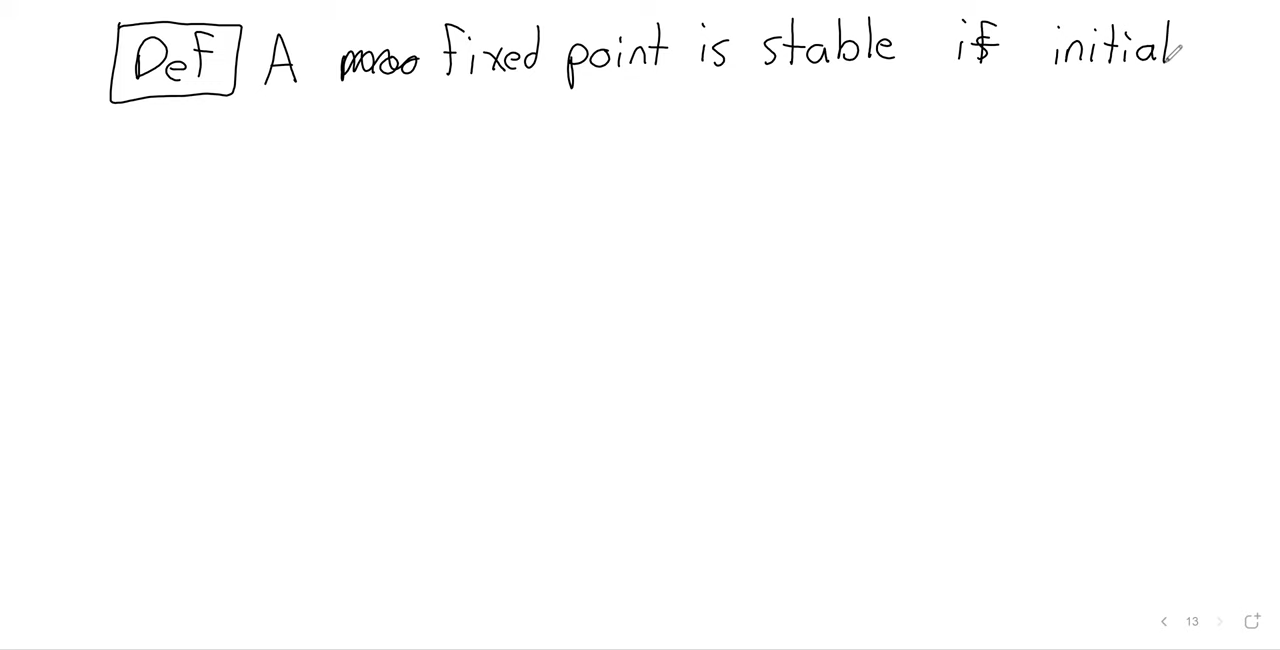 Def A fixed point is stable if initial
13